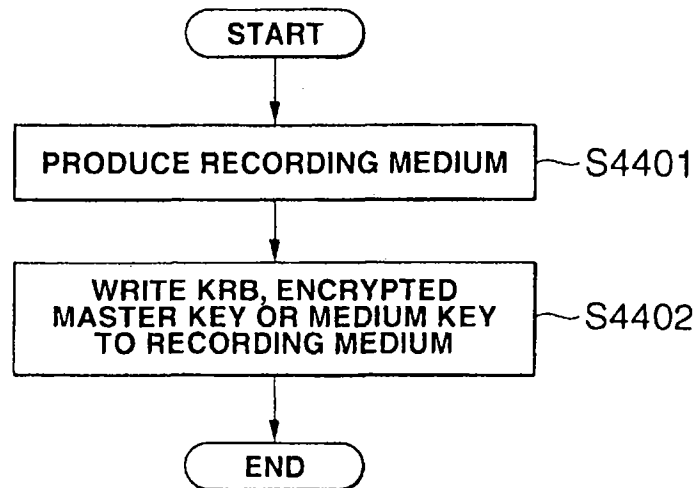 START
PRODUCE RECORDING MEDIUM
S4401
WRITE KRB, ENCRYPTED
MASTER KEY OR MEDIUM KEY
TO RECORDING MEDIUM
S4402
END